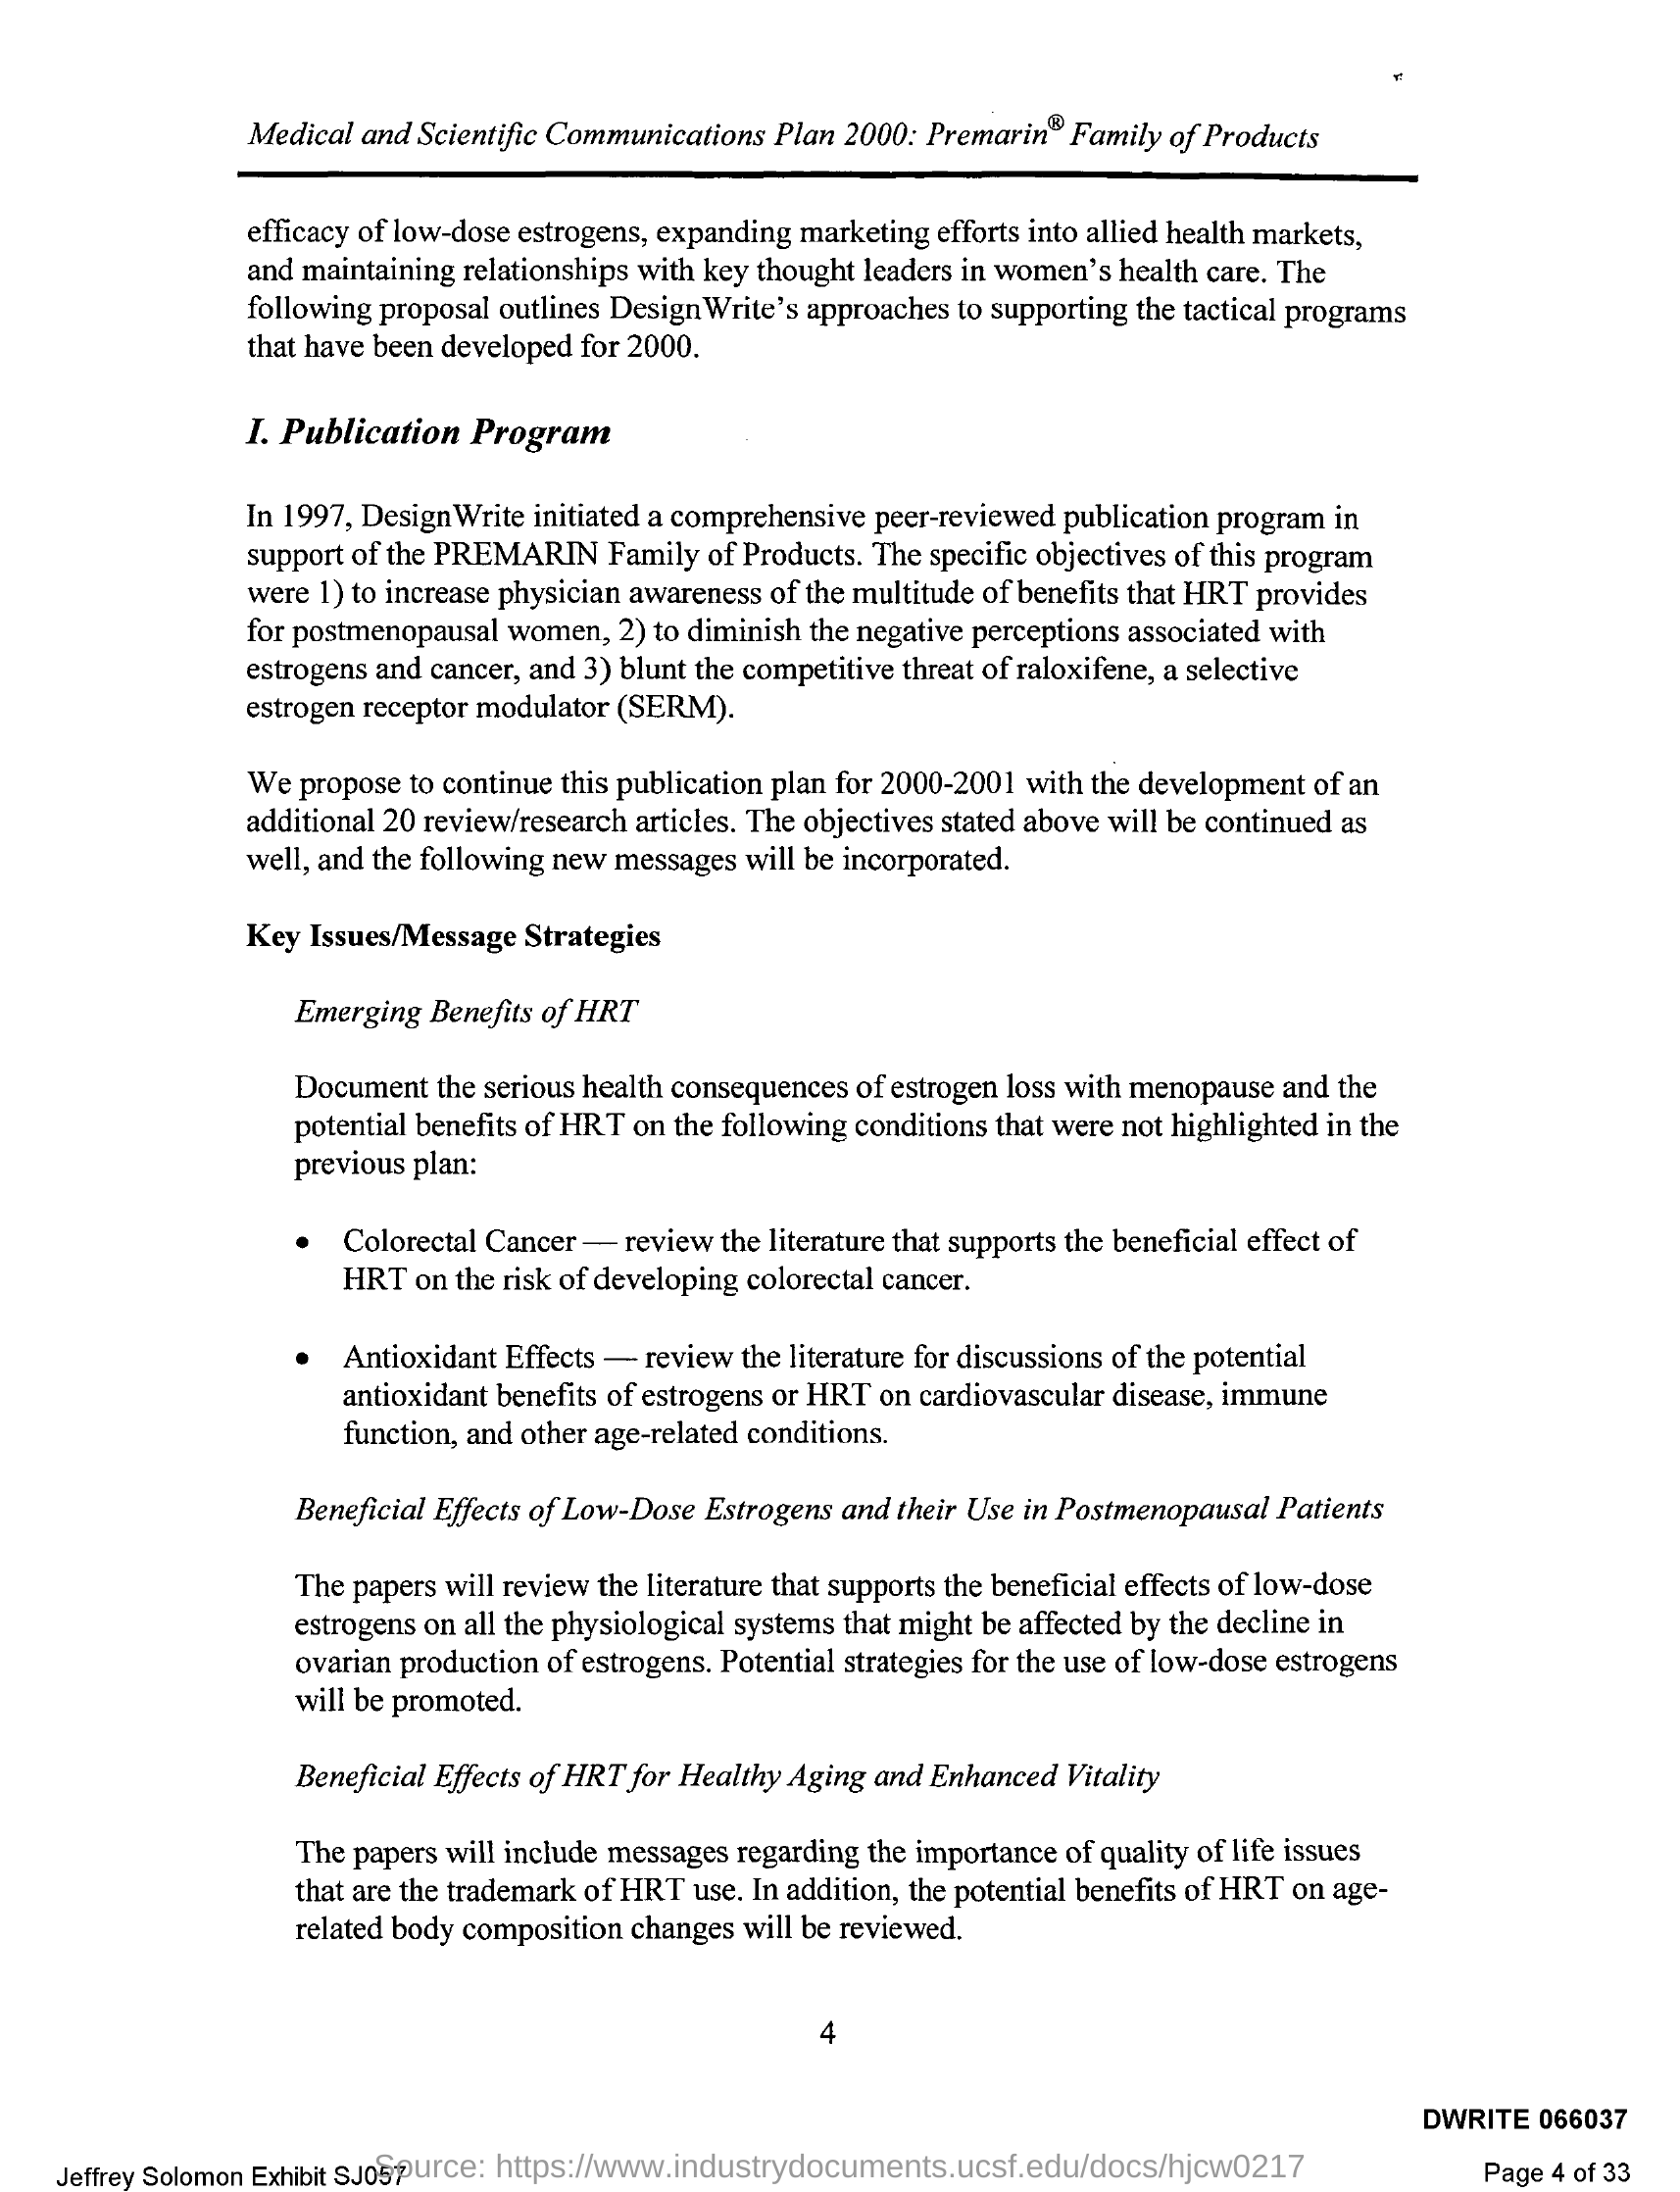 Medical and Scientific Communications Plan 2000: Premarin® Family of Products
efficacy of low-dose estrogens, expanding marketing efforts into allied health markets,
and maintaining relationships with key thought leaders in women's health care. The
following proposal outlines DesignWrite's approaches to supporting the tactical programs
that have been developed for 2000.
I. Publication Program
In 1997, DesignWrite initiated a comprehensive peer-reviewed publication program in
support of the PREMARIN Family of Products. The specific objectives of this program
were 1) to increase physician awareness of the multitude of benefits that HRT provides
for postmenopausal women, 2) to diminish the negative perceptions associated with
estrogens and cancer, and 3) blunt the competitive threat of raloxifene, a selective
estrogen receptor modulator (SERM).
We propose to continue this publication plan for 2000-2001 with the development of an
additional 20 review/research articles. The objectives stated above will be continued as
well, and the following new messages will be incorporated.
Key Issues/Message Strategies
Emerging Benefits of HRT
Document the serious health consequences of estrogen loss with menopause and the
potential benefits of HRT on the following conditions that were not highlighted in the
previous plan:
• Colorectal Cancer — review the literature that supports the beneficial effect of
HRT on the risk of developing colorectal cancer.
• Antioxidant Effects — review the literature for discussions of the potential
antioxidant benefits of estrogens or HRT on cardiovascular disease, immune
function, and other age-related conditions.
Beneficial Effects of Low-Dose Estrogens and their Use in Postmenopausal Patients
The papers will review the literature that supports the beneficial effects of low-dose
estrogens on all the physiological systems that might be affected by the decline in
ovarian production of estrogens. Potential strategies for the use of low-dose estrogens
will be promoted.
Beneficial Effects of HRT for Healthy Aging and Enhanced Vitality
The papers will include messages regarding the importance of quality of life issues
that are the trademark of HRT use. In addition, the potential benefits of HRT on age-
related body composition changes will be reviewed.
4
DWRITE 066037
Jeffrey Solomon Exhibit SJ057
Source: https://www.industrydocuments.ucsf.edu/docs/hjcw0217
Page 4 of 33